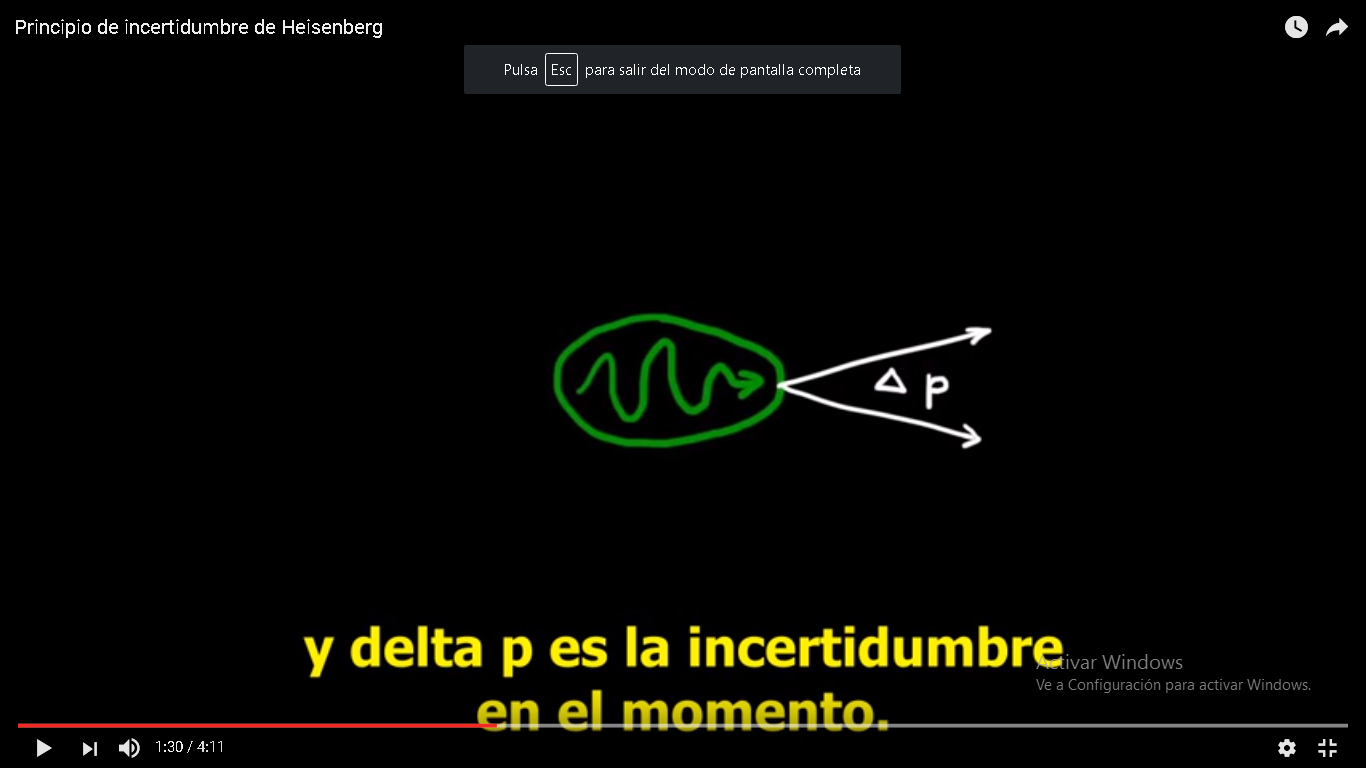 Principio de incertidumbre de Heisenberg
Pulsa Esc para salir del modo de pantalla completa
Δ p
y delta p es la incertidumbre
en el momento.
Activar Windows
Ve a Configuración para activar Windows.
1:30 / 4:11